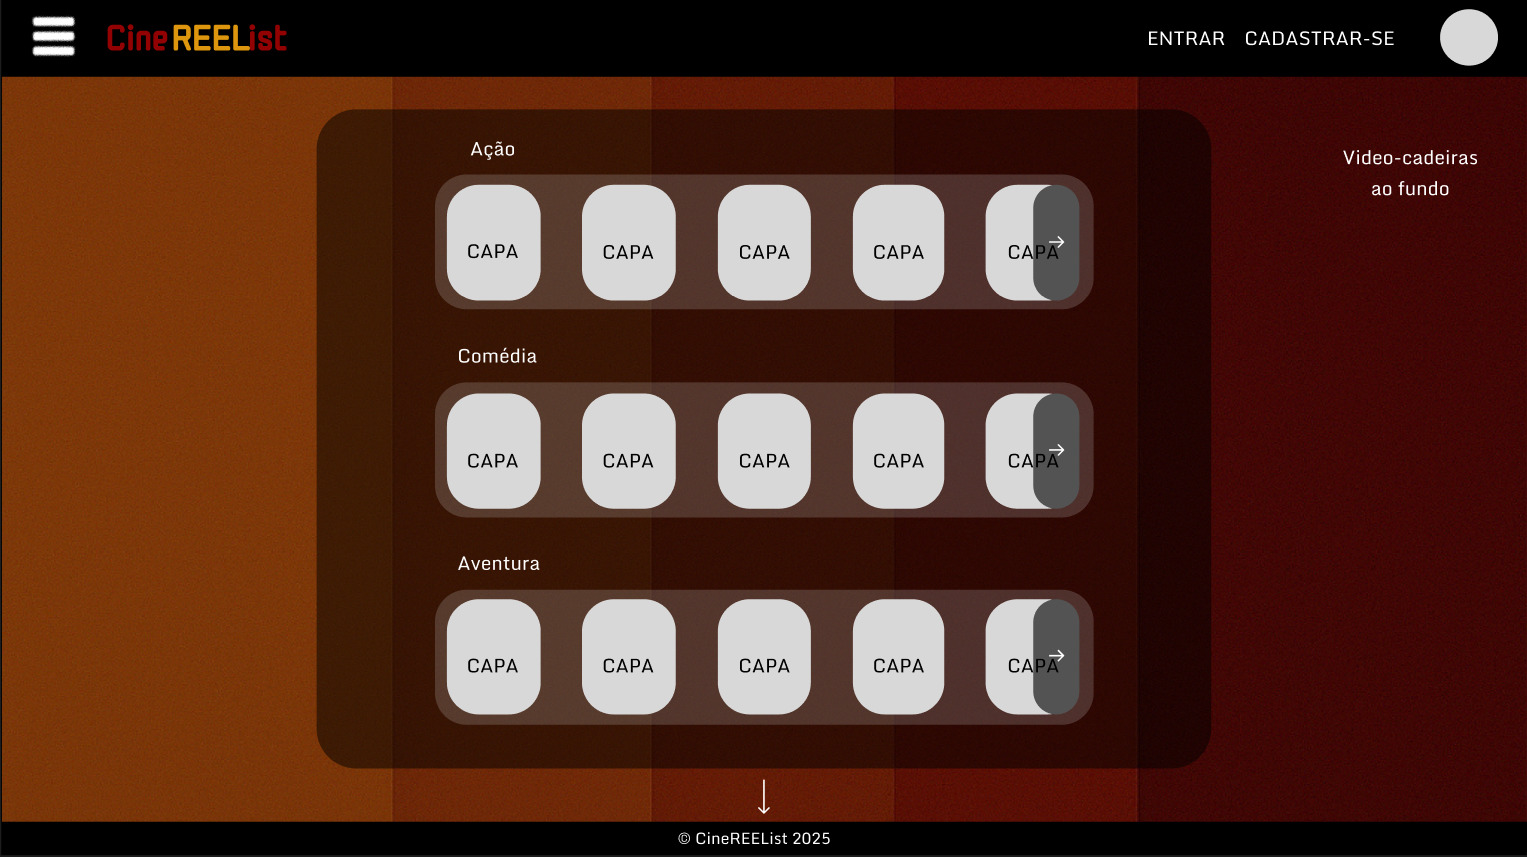 CineREEList
ENTRAR CADASTRAR-SE
Video-cadeiras
ao fundo
Ação
CAPA CAPA CAPA CAPA CAPA →
Comédia
CAPA CAPA CAPA CAPA CAPA →
Aventura
CAPA CAPA CAPA CAPA CAPA →
↓
© CineREEList 2025